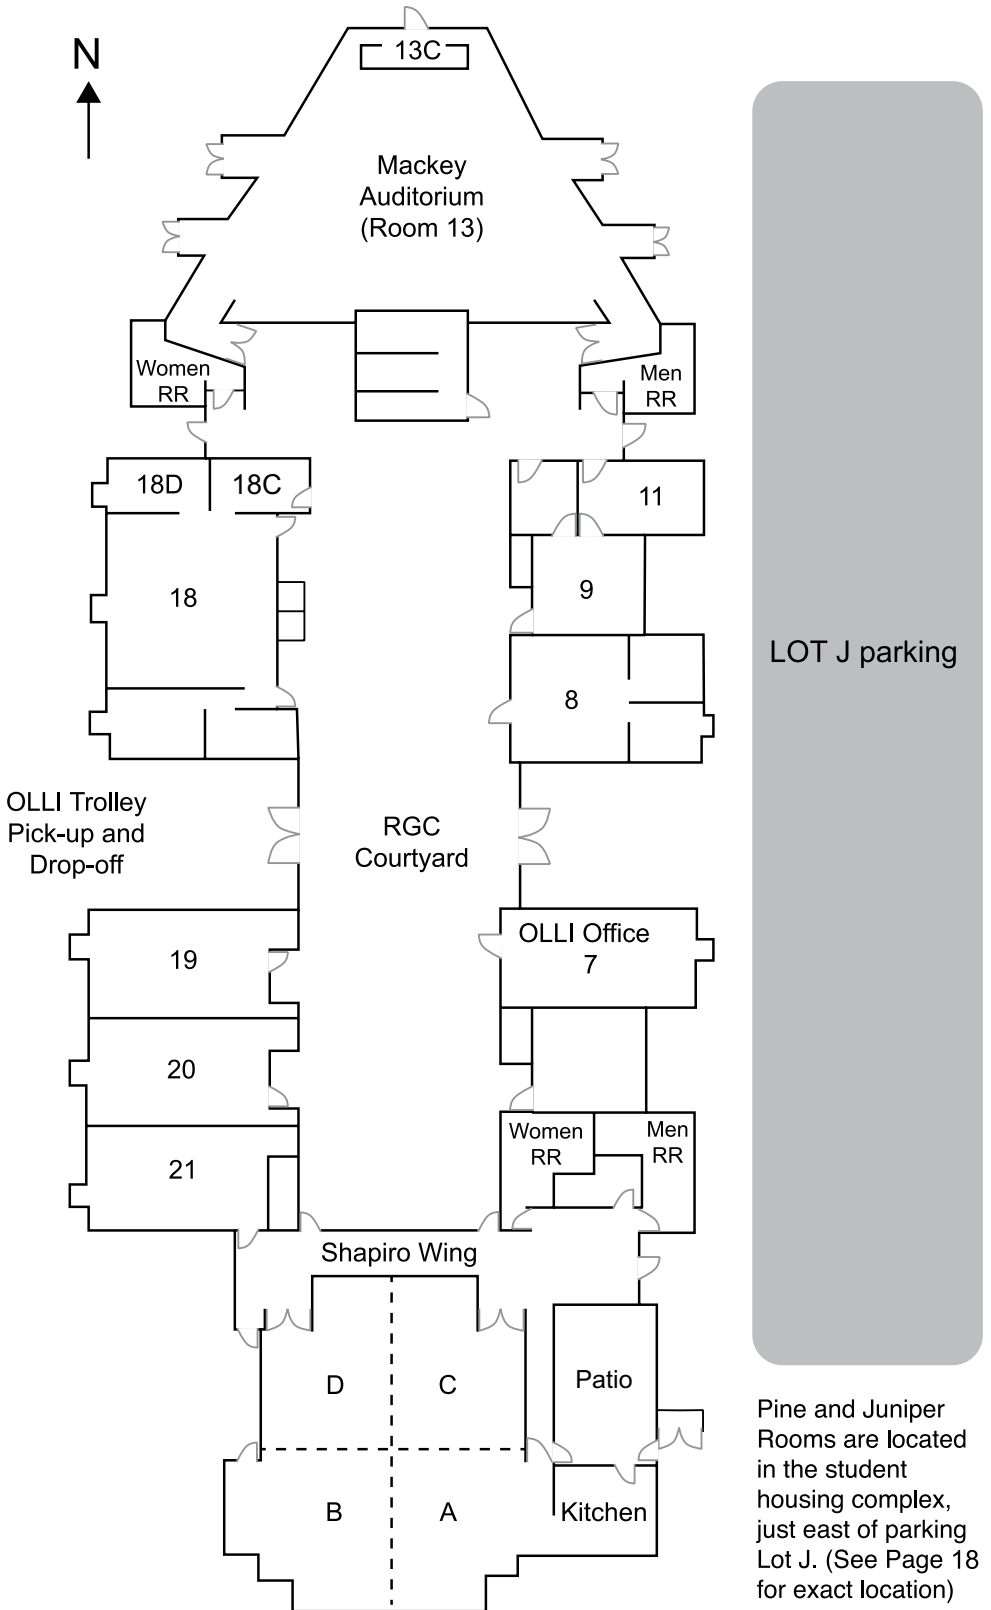 N
13C
Mackey
Auditorium
(Room 13)
Women
RR
Men
RR
18D
18C
11
18
9
8
LOT J parking
OLLI Trolley
Pick-up and
Drop-off
RGC
Courtyard
19
OLLI Office
7
20
21
Women
RR
Men
RR
Shapiro Wing
D
C
Patio
B
A
Kitchen
Pine and Juniper
Rooms are located
in the student
housing complex,
just east of parking
Lot J. (See Page 18
for exact location)